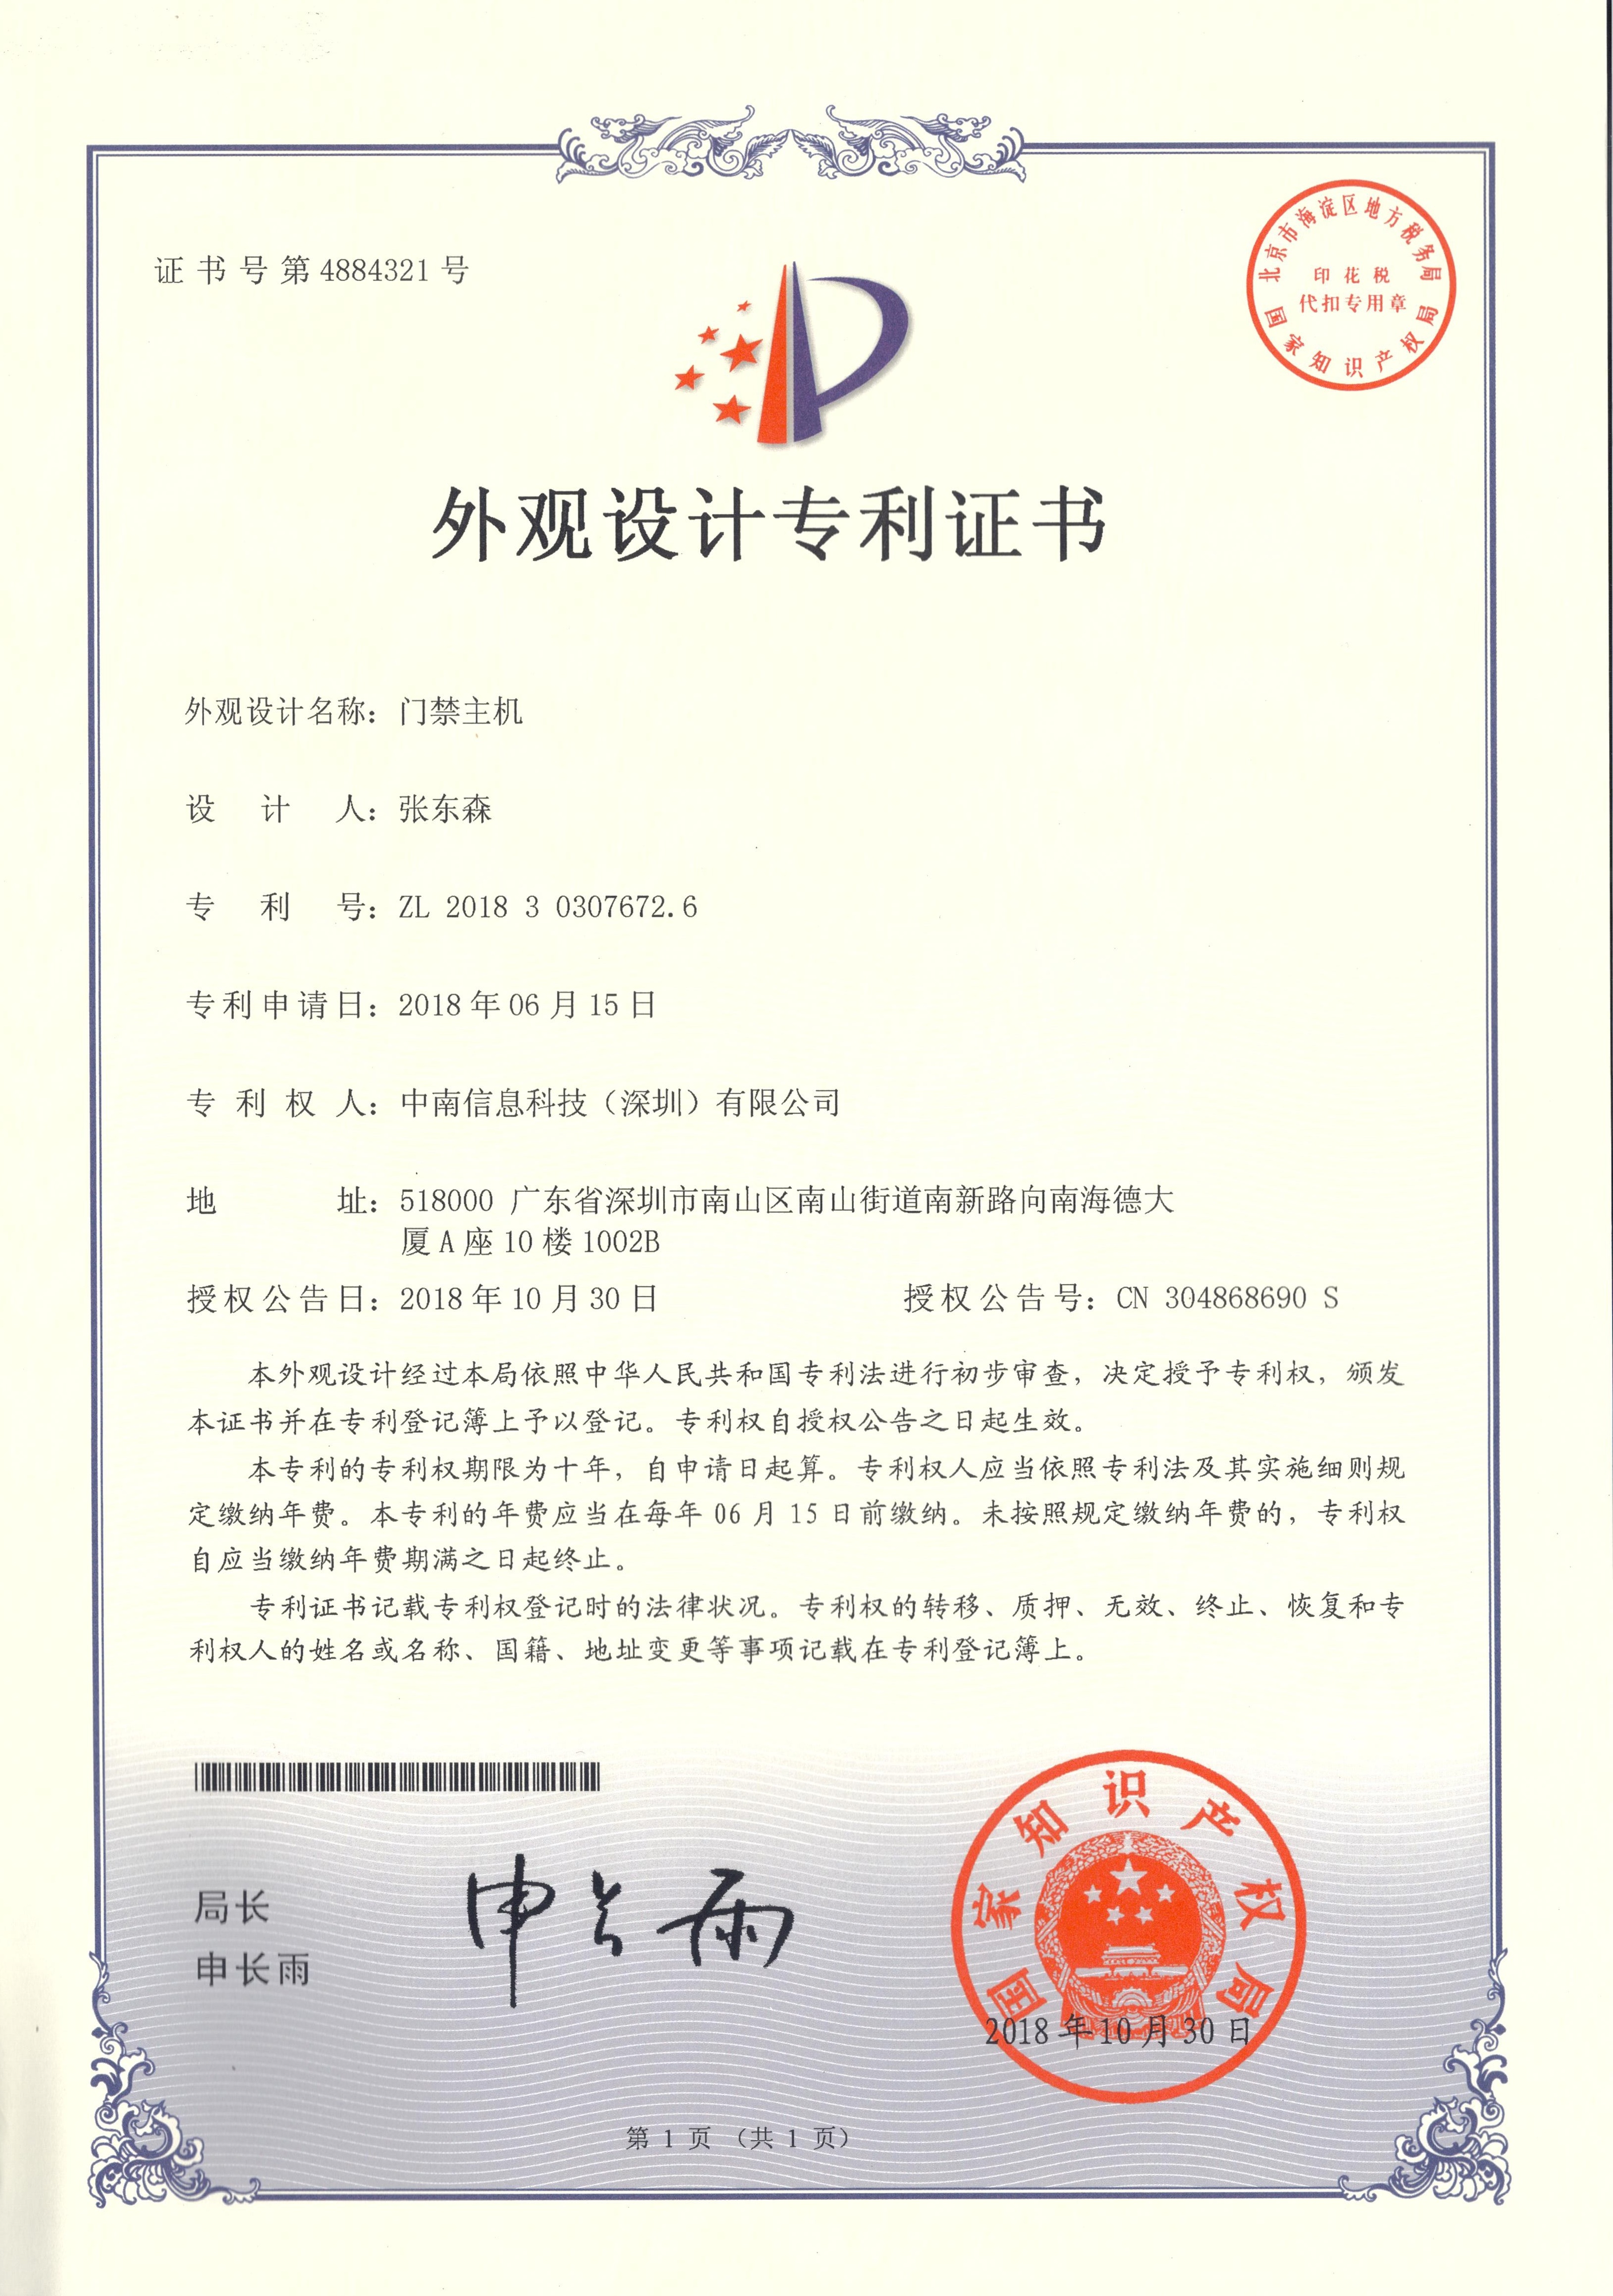 证书号第4884321号
北京市海淀区地方税务局
印花税
代扣专用章
国家知识产权局
外观设计专利证书
外观设计名称：门禁主机
设计人：张东森
专利号：ZL 2018 3 0307672.6
专利申请日：2018年06月15日
专利权人：中南信息科技（深圳）有限公司
地址：518000 广东省深圳市南山区南山街道南新路向南海德大
厦A座10楼1002B
授权公告日：2018年10月30日 授权公告号：CN 304868690 S
本外观设计经过本局依照中华人民共和国专利法进行初步审查，决定授予专利权，颁发
本证书并在专利登记簿上予以登记。专利权自授权公告之日起生效。
本专利的专利权期限为十年，自申请日起算。专利权人应当依照专利法及其实施细则规
定缴纳年费。本专利的年费应当在每年06月15日前缴纳。未按照规定缴纳年费的，专利权
自应当缴纳年费期满之日起终止。
专利证书记载专利权登记时的法律状况。专利权的转移、质押、无效、终止、恢复和专
利权人的姓名或名称、国籍、地址变更等事项记载在专利登记簿上。
局长
申长雨
申长雨
国家知识产权局
2018年10月30日
第1页（共1页）